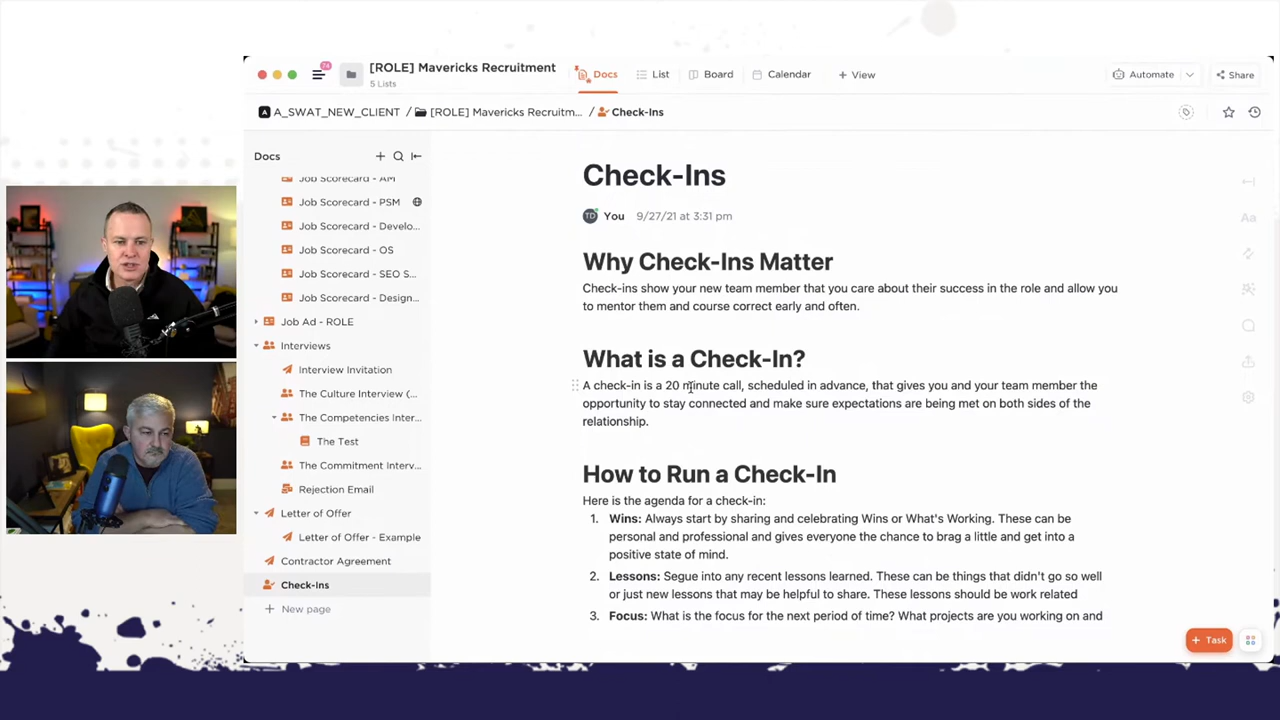 74
[ROLE] Mavericks Recruitment
5 Lists
Docs
List
Board
Calendar
+ View
Automate
Share
A_SWAT_NEW_CLIENT / [ROLE] Mavericks Recruitm... / Check-Ins
Docs
Job Scorecard - AM
Job Scorecard - PSM
Job Scorecard - Develo...
Job Scorecard - OS
Job Scorecard - SEO S...
Job Scorecard - Design...
Job Ad - ROLE
Interviews
Interview Invitation
The Culture Interview (...
The Competencies Inter...
The Test
The Commitment Interv...
Rejection Email
Letter of Offer
Letter of Offer - Example
Contractor Agreement
Check-Ins
+ New page
Check-Ins
TD You 9/27/21 at 3:31 pm
Why Check-Ins Matter
Check-ins show your new team member that you care about their success in the role and allow you
to mentor them and course correct early and often.
What is a Check-In?
A check-in is a 20 minute call, scheduled in advance, that gives you and your team member the
opportunity to stay connected and make sure expectations are being met on both sides of the
relationship.
How to Run a Check-In
Here is the agenda for a check-in:
1. Wins: Always start by sharing and celebrating Wins or What's Working. These can be
personal and professional and gives everyone the chance to brag a little and get into a
positive state of mind.
2. Lessons: Segue into any recent lessons learned. These can be things that didn't go so well
or just new lessons that may be helpful to share. These lessons should be work related
3. Focus: What is the focus for the next period of time? What projects are you working on and
Aa
+ Task